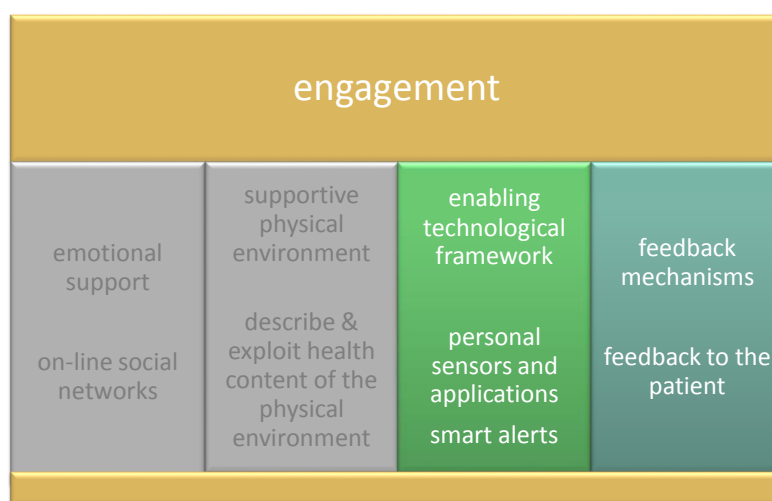 engagement
emotional
support
on-line social
networks
supportive
physical
environment
describe &
exploit health
content of the
physical
environment
enabling
technological
framework
personal
sensors and
applications
smart alerts
feedback
mechanisms
feedback to the
patient